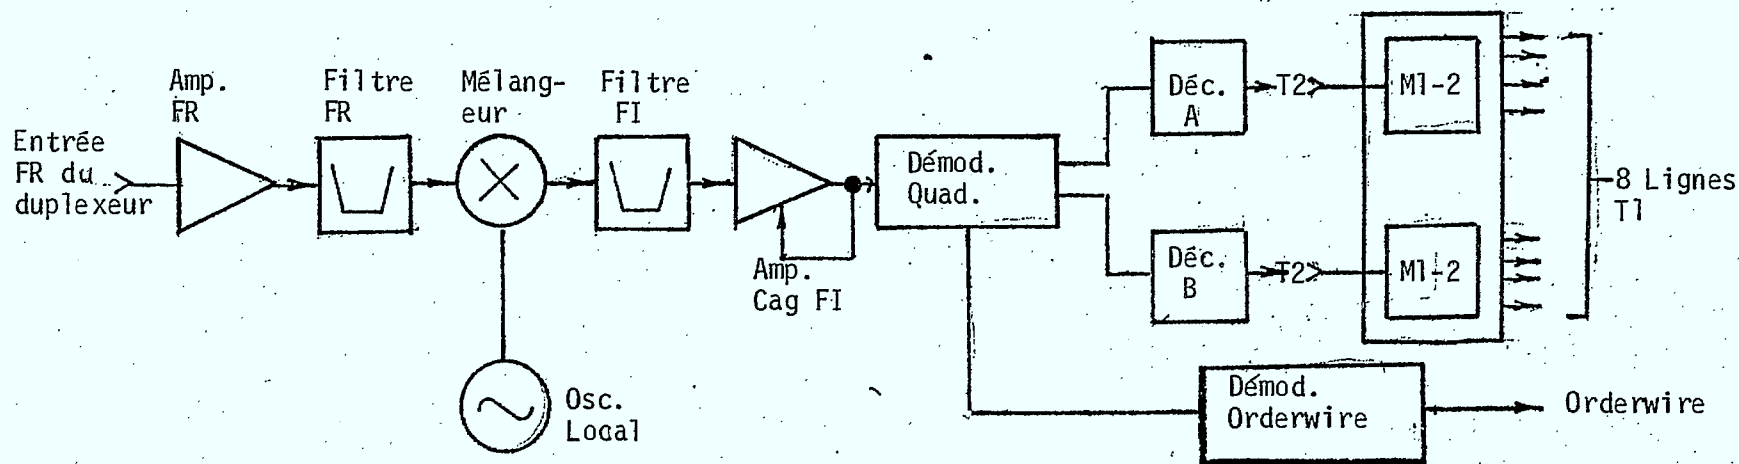 Entrée
FR du
duplexeur
Amp.
FR
Filtre
FR
Mélang-
eur
Osc.
Local
Filtre
FI
Amp.
Cag FI
Démod.
Quad.
Déc.
A
T2
M1-2
Déc.
B
T2
M1-2
8 Lignes
T1
Démod.
Orderwire
Orderwire